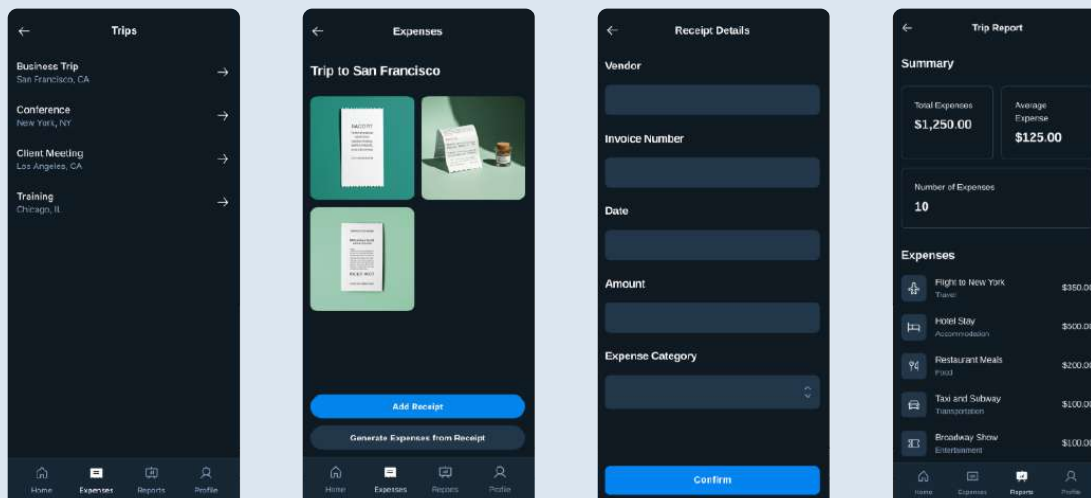 Trips
Business Trip
San Francisco, CA
Conference
New York, NY
Client Meeting
Los Angeles, CA
Training
Chicago, IL
Home
Expenses
Reports
Profile
Expenses
Trip to San Francisco
Add Receipt
Generate Expenses from Receipt
Home
Expenses
Reports
Profile
Receipt Details
Vendor
Invoice Number
Date
Amount
Expense Category
Confirm
Trip Report
Summary
Total Expenses
$1,250.00
Average
Expense
$125.00
Number of Expenses
10
Expenses
Flight to New York
$350.00
Travel
Hotel Stay
$500.00
Accommodation
Restaurant Meals
$200.00
Food
Taxi and Subway
$100.00
Transportation
Broadway Show
$100.00
Entertainment
Home
Expenses
Reports
Profile